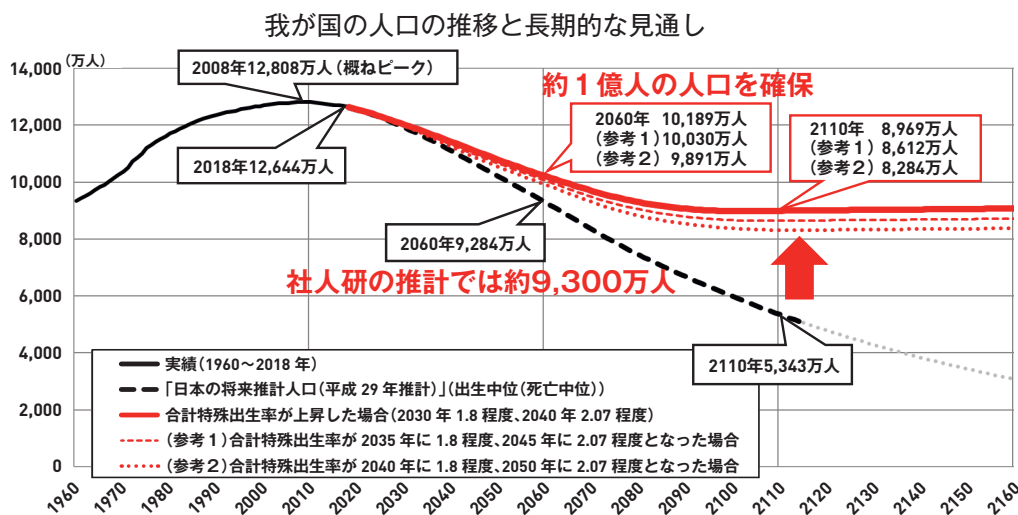 我が国の人口の推移と長期的な見通し
(万人)
14,000
12,000
10,000
8,000
6,000
4,000
2,000
0
2008年12,808万人(概ねピーク)
2018年12,644万人
約１億人の人口を確保
2060年 10,189万人
(参考１)10,030万人
(参考２) 9,891万人
2110年 8,969万人
(参考１) 8,612万人
(参考２) 8,284万人
2060年9,284万人
社人研の推計では約9,300万人
2110年5,343万人
実績(1960〜2018 年)
「日本の将来推計人口(平成 29 年推計)」(出生中位(死亡中位))
合計特殊出生率が上昇した場合(2030 年 1.8 程度、2040 年 2.07 程度)
(参考１)合計特殊出生率が 2035 年に 1.8 程度、2045 年に 2.07 程度となった場合
(参考２)合計特殊出生率が 2040 年に 1.8 程度、2050 年に 2.07 程度となった場合
1960 1970 1980 1990 2000 2010 2020 2030 2040 2050 2060 2070 2080 2090 2100 2110 2120 2130 2140 2150 2160